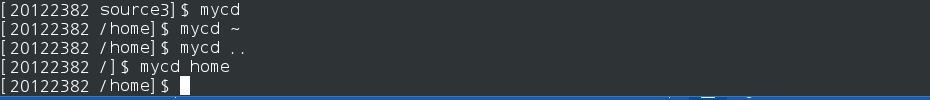 [ 20122382 source3]$ mycd
[ 20122382 /home]$ mycd ~
[ 20122382 /home]$ mycd ..
[ 20122382 /]$ mycd home
[ 20122382 /home]$